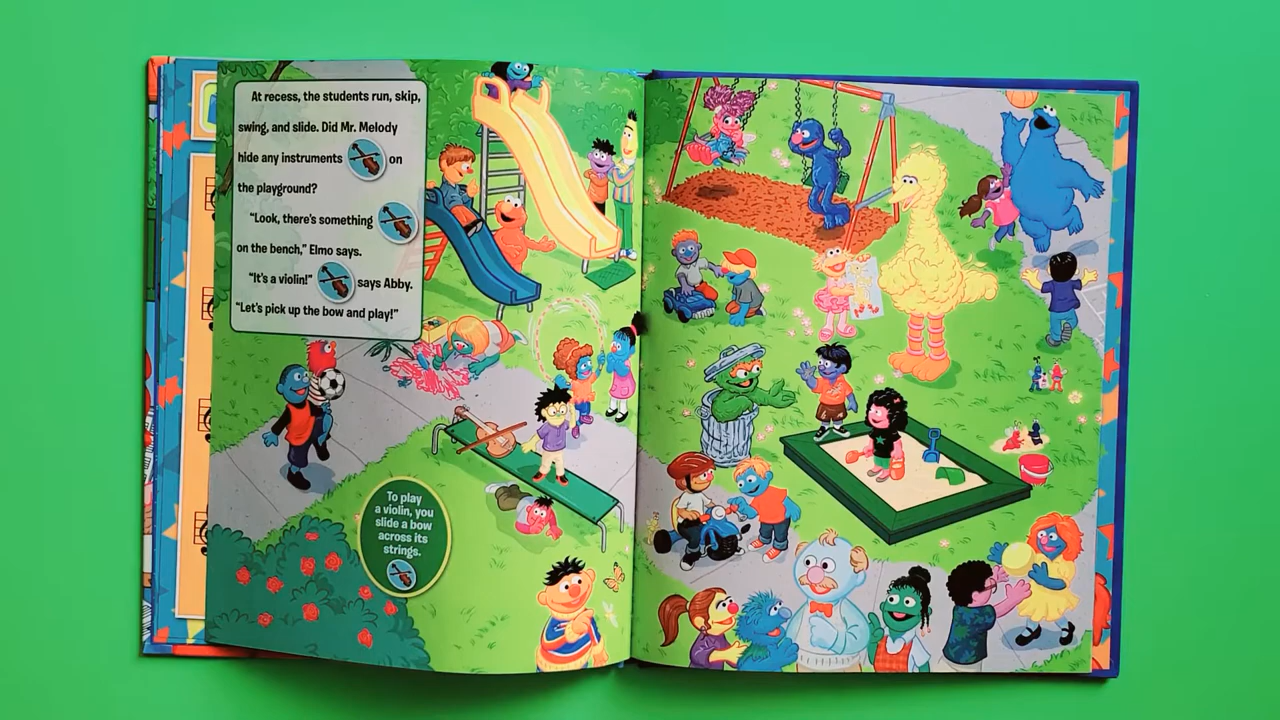 At recess, the students run, skip,
swing, and slide. Did Mr. Melody
hide any instruments on
the playground?
“Look, there’s something
on the bench,” Elmo says.
“It’s a violin!” says Abby.
“Let’s pick up the bow and play!”
To play
a violin, you
slide a bow
across its
strings.